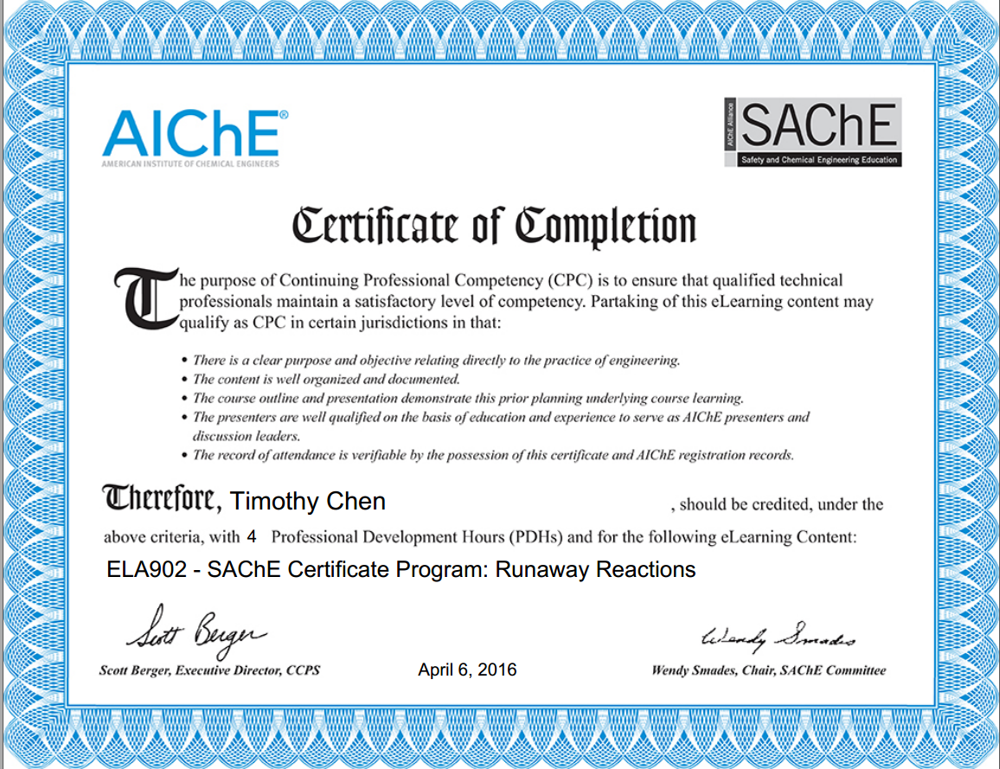 AIChE®
AMERICAN INSTITUTE OF CHEMICAL ENGINEERS
AIChE Alliance
SAChE
Safety and Chemical Engineering Education
Certificate of Completion
The purpose of Continuing Professional Competency (CPC) is to ensure that qualified technical
professionals maintain a satisfactory level of competency. Partaking of this eLearning content may
qualify as CPC in certain jurisdictions in that:
• There is a clear purpose and objective relating directly to the practice of engineering.
• The content is well organized and documented.
• The course outline and presentation demonstrate this prior planning underlying course learning.
• The presenters are well qualified on the basis of education and experience to serve as AIChE presenters and
discussion leaders.
• The record of attendance is verifiable by the possession of this certificate and AIChE registration records.
Therefore, Timothy Chen , should be credited, under the
above criteria, with 4 Professional Development Hours (PDHs) and for the following eLearning Content:
ELA902 - SAChE Certificate Program: Runaway Reactions
Scott Berger Wendy Smades
Scott Berger, Executive Director, CCPS April 6, 2016 Wendy Smades, Chair, SAChE Committee